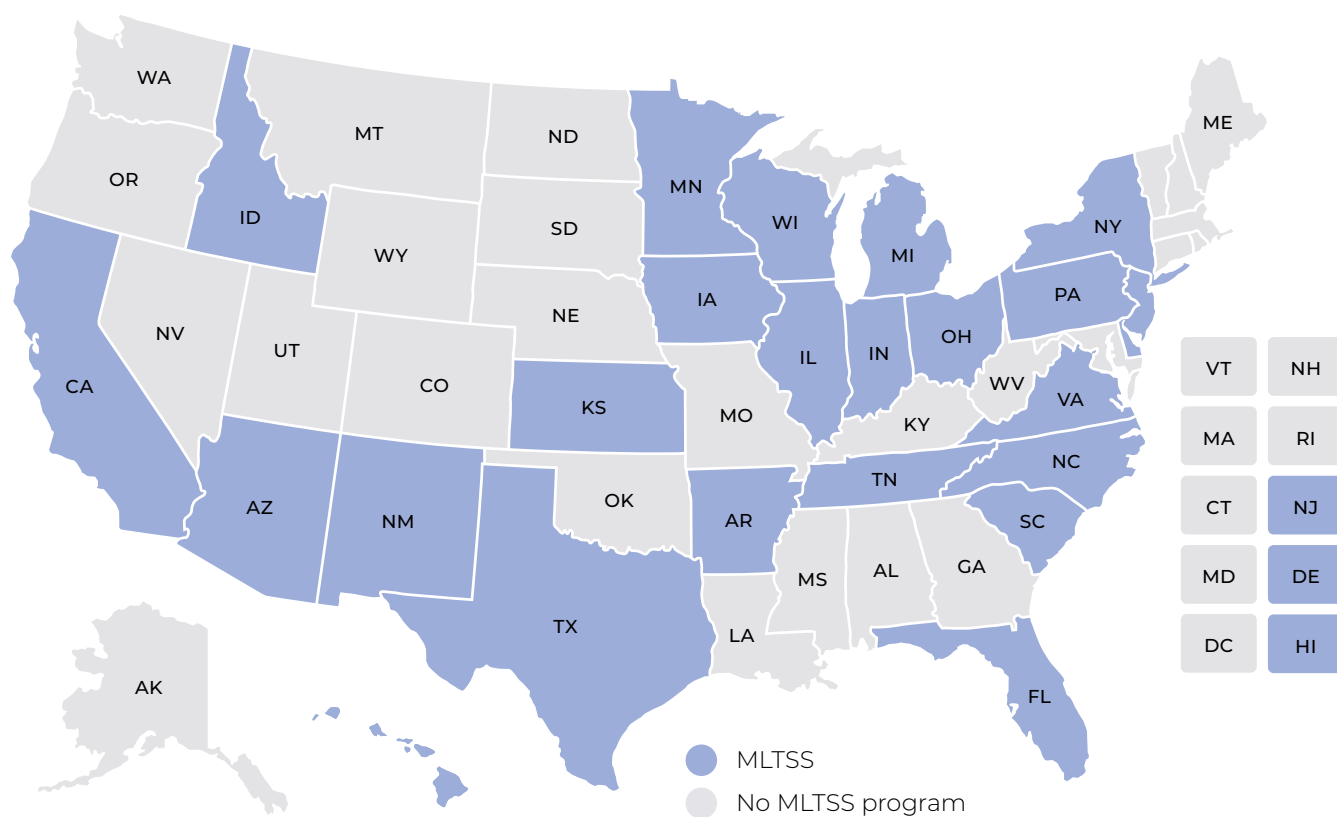 WA
ME
MT
ND
OR
MN
ID
WI
NY
SD
WY
MI
PA
IA
NE
NV
OH
UT
IL
IN
VT
NH
CO
WV
CA
VA
KS
MO
KY
MA
RI
NC
TN
OK
AZ
CT
NJ
NM
AR
SC
GA
AL
MS
MD
DE
TX
LA
DC
HI
AK
FL
MLTSS
No MLTSS program